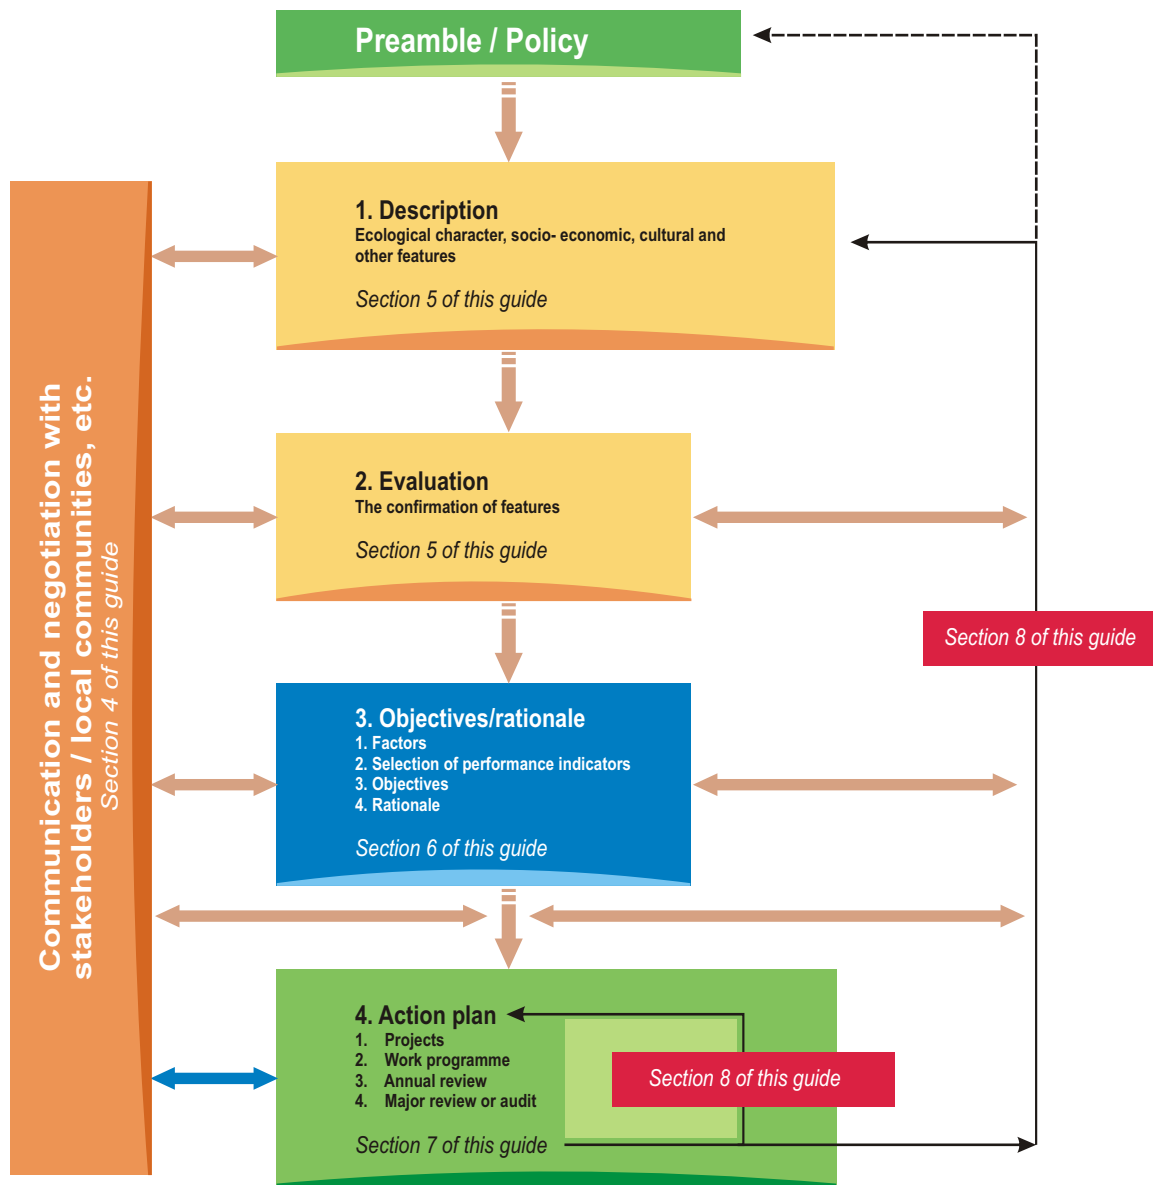 Preamble / Policy
1. Description
Ecological character, socio- economic, cultural and
other features
Section 5 of this guide
Communication and negotiation with
stakeholders / local communities, etc.
Section 4 of this guide
2. Evaluation
The confirmation of features
Section 5 of this guide
Section 8 of this guide
3. Objectives/rationale
1. Factors
2. Selection of performance indicators
3. Objectives
4. Rationale
Section 6 of this guide
4. Action plan
1. Projects
2. Work programme
3. Annual review
4. Major review or audit
Section 8 of this guide
Section 7 of this guide